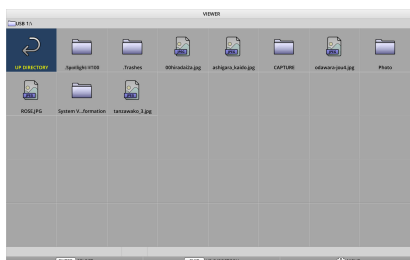 VIEWER
USB 1:\
UP DIRECTORY
.Spotlight-V100
.Trashes
00hiradai2a.jpg
ashigara_kaido.jpg
CAPTURE
odawara-jou4.jpg
Photo
ROSE.JPG
System V...formation
tanzawako_3.jpg